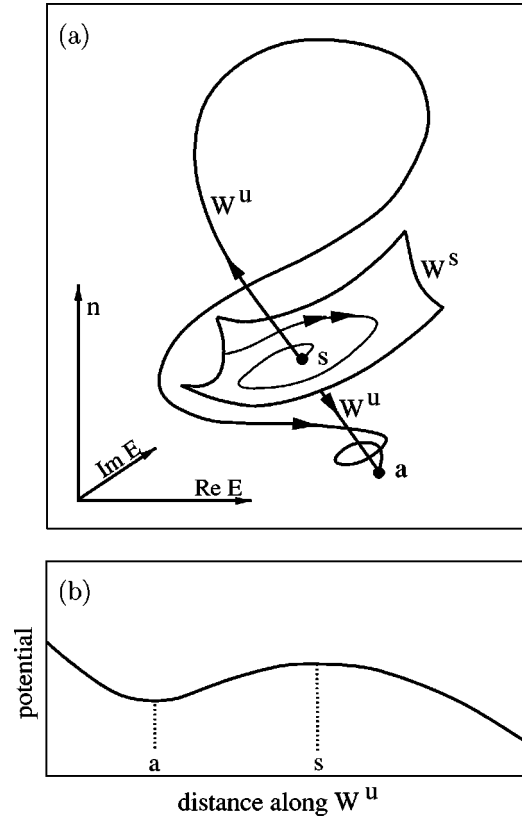 (a)
W^u
W^s
n
s
W^u
Im E
a
Re E
(b)
potential
a
s
distance along W^u